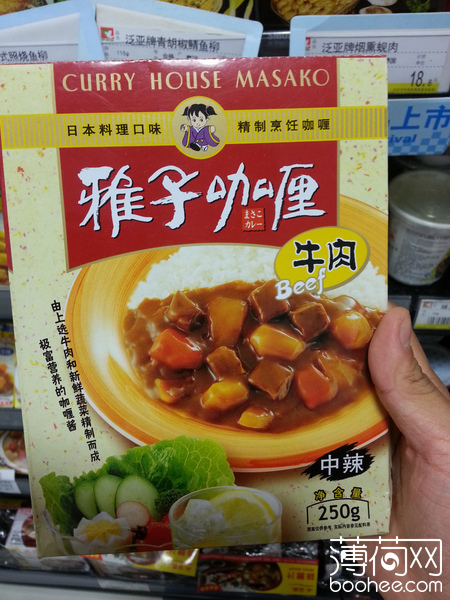 泛亚牌青胡椒鲭鱼柳
泛亚牌烟熏蚬肉
18.
上市
ival
CURRY HOUSE MASAKO
日本料理口味
精制烹饪咖喱
雅子咖喱
まさこ
カレー
牛肉
Beef
由上选牛肉和新鲜蔬菜精制而成
极富营养的咖喱酱
中辣
净含量
250g
薄荷网
boohee.com